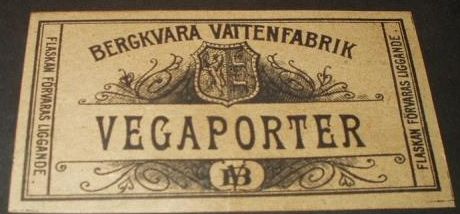 BERGKVARA VATTENFABRIK
FLASKAN FÖRVARAS LIGGANDE.
VEGAPORTER
FLASKAN FÖRVARAS LIGGANDE.